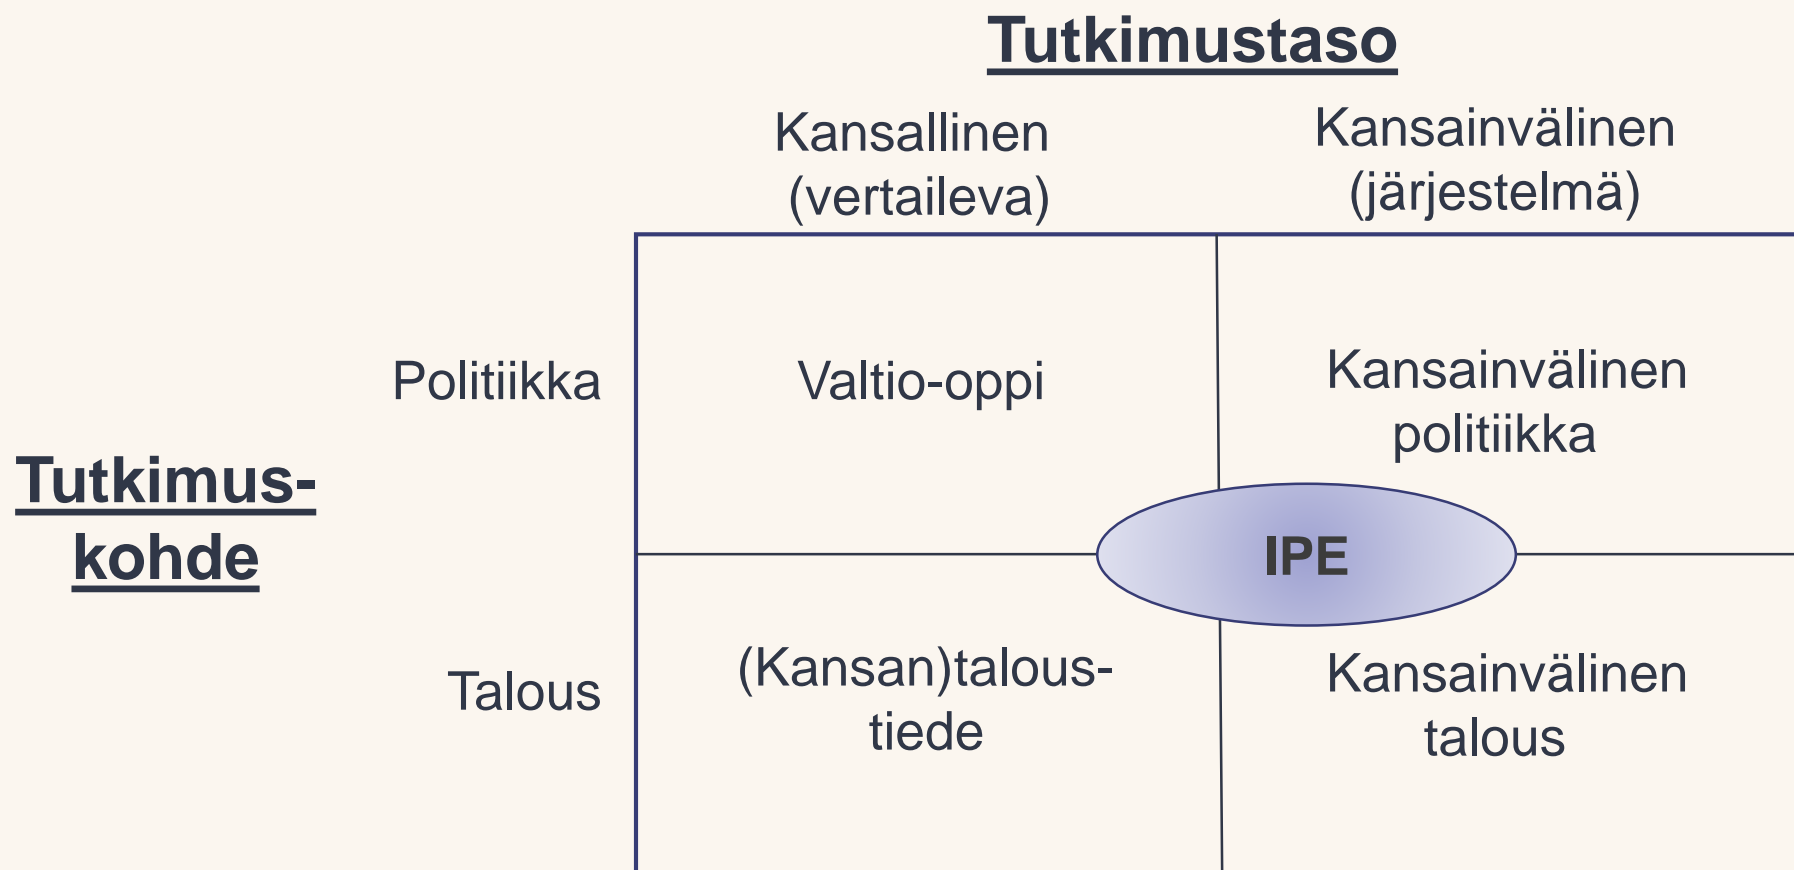 Tutkimustaso
Kansallinen
(vertaileva)
Kansainvälinen
(järjestelmä)
Tutkimus-
kohde
Politiikka
Valtio-oppi
Kansainvälinen
politiikka
IPE
Talous
(Kansan)talous-
tiede
Kansainvälinen
talous